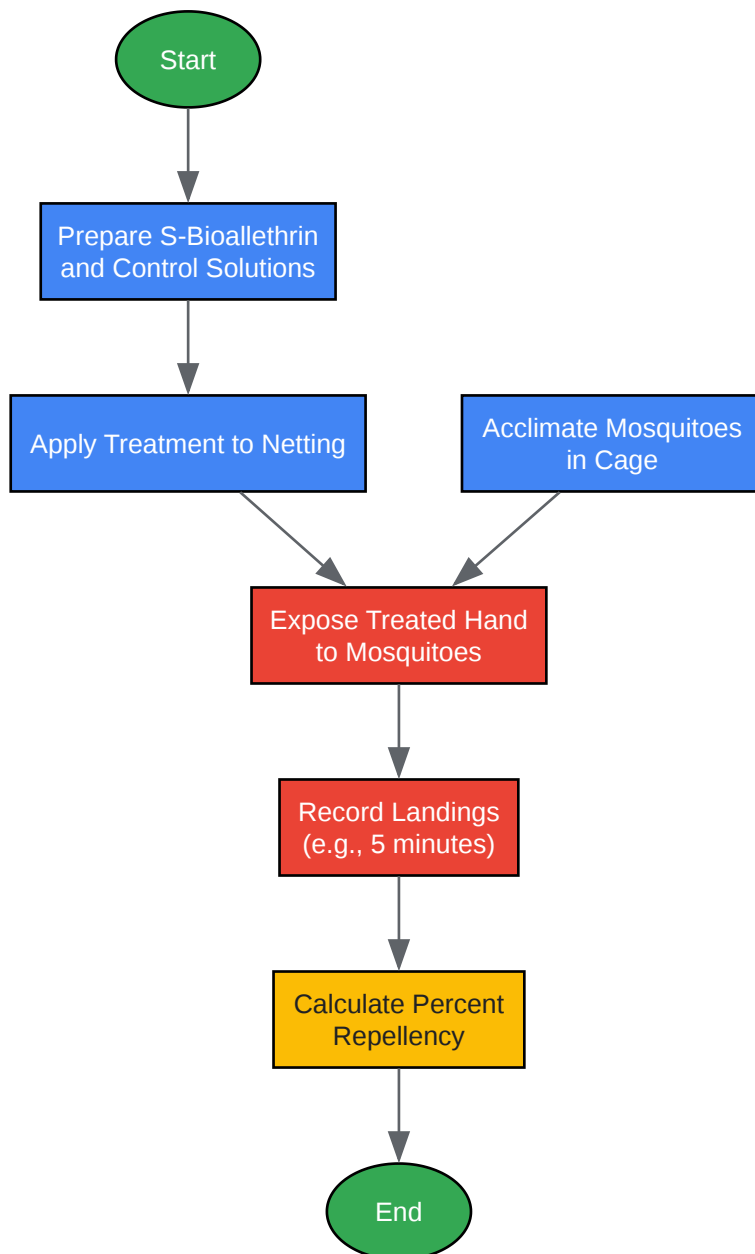 Start
Prepare S-Bioallethrin
and Control Solutions
Apply Treatment to Netting
Acclimate Mosquitoes
in Cage
Expose Treated Hand
to Mosquitoes
Record Landings
(e.g., 5 minutes)
Calculate Percent
Repellency
End